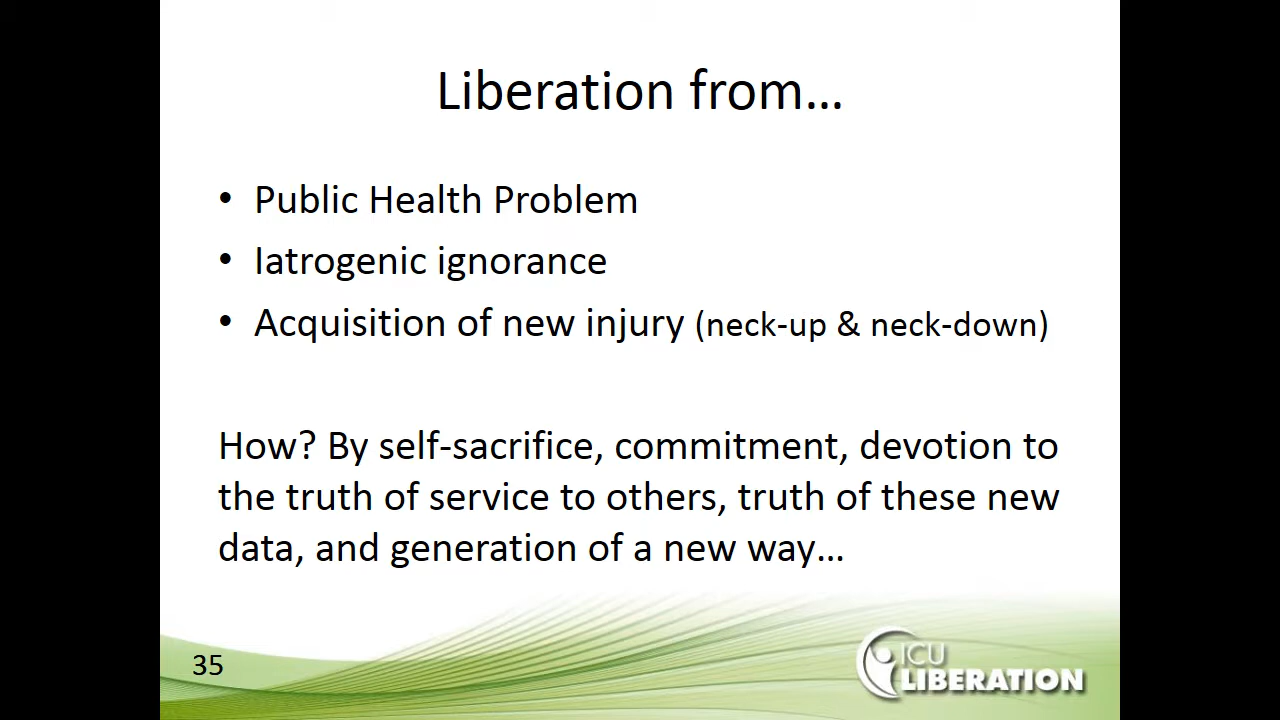 Liberation from…
• Public Health Problem
• Iatrogenic ignorance
• Acquisition of new injury (neck-up & neck-down)
How? By self-sacrifice, commitment, devotion to
the truth of service to others, truth of these new
data, and generation of a new way…
35
ICU
LIBERATION